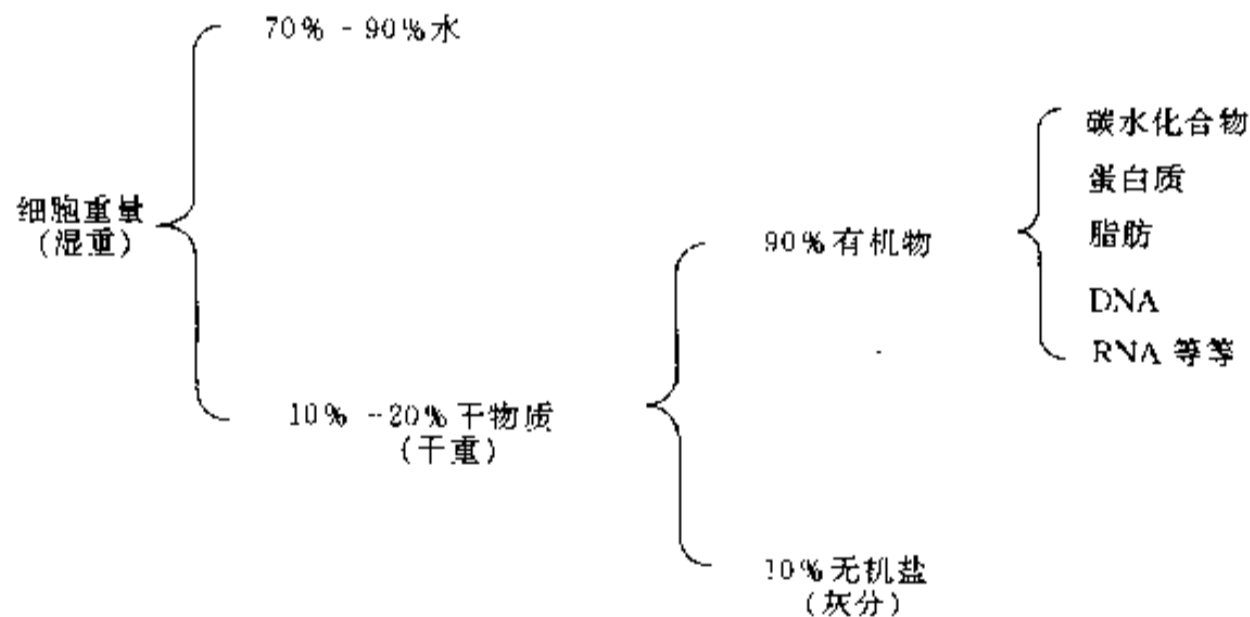 70% - 90%水
碳水化合物
蛋白质
细胞重量
(湿重)
90%有机物
脂肪
DNA
RNA 等等
10% -20%干物质
(干重)
10%无机盐
(灰分)